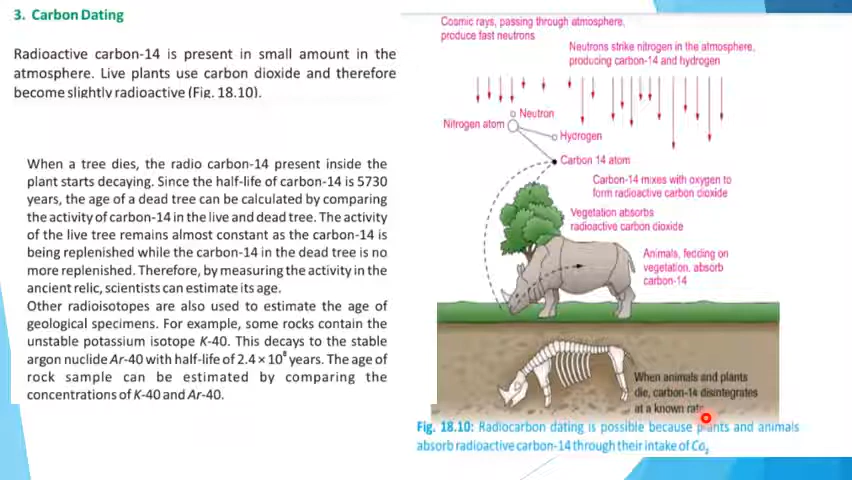 3. Carbon Dating
Radioactive carbon-14 is present in small amount in the
atmosphere. Live plants use carbon dioxide and therefore
become slightly radioactive (Fig. 18.10).
When a tree dies, the radio carbon-14 present inside the
plant starts decaying. Since the half-life of carbon-14 is 5730
years, the age of a dead tree can be calculated by comparing
the activity of carbon-14 in the live and dead tree. The activity
of the live tree remains almost constant as the carbon-14 is
being replenished while the carbon-14 in the dead tree is no
more replenished. Therefore, by measuring the activity in the
ancient relic, scientists can estimate its age.
Other radioisotopes are also used to estimate the age of
geological specimens. For example, some rocks contain the
unstable potassium isotope K-40. This decays to the stable
argon nuclide Ar-40 with half-life of 2.4 × 10⁸ years. The age of
rock sample can be estimated by comparing the
concentrations of K-40 and Ar-40.
Cosmic rays, passing through atmosphere,
produce fast neutrons
Neutrons strike nitrogen in the atmosphere,
producing carbon-14 and hydrogen
Neutron
Nitrogen atom
Hydrogen
Carbon 14 atom
Carbon-14 mixes with oxygen to
form radioactive carbon dioxide
Vegetation absorbs
radioactive carbon dioxide
Animals, fedding on
vegetation, absorb
carbon-14
When animals and plants
die, carbon-14 disintegrates
at a known rate
Fig. 18.10: Radiocarbon dating is possible because plants and animals
absorb radioactive carbon-14 through their intake of Co₂